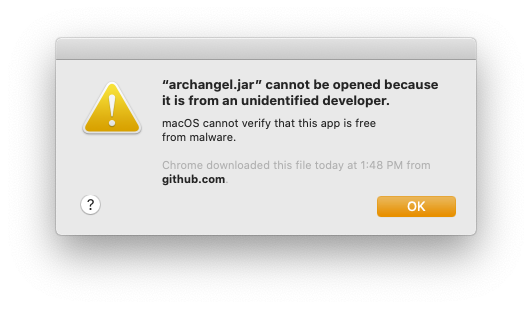 “archangel.jar” cannot be opened because
it is from an unidentified developer.
macOS cannot verify that this app is free
from malware.
Chrome downloaded this file today at 1:48 PM from
github.com.
?
OK